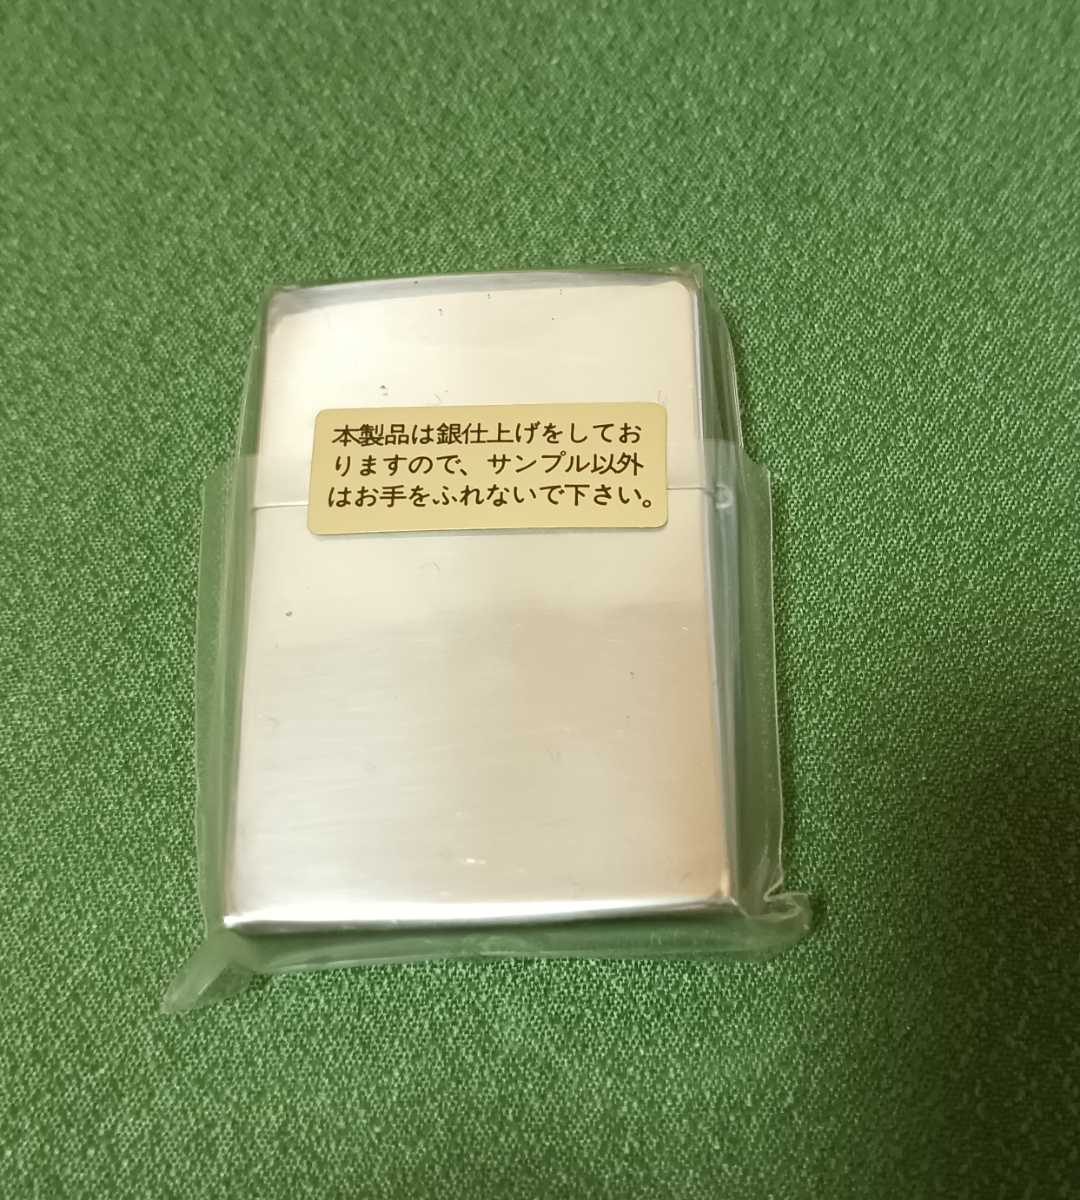 本製品は銀仕上げをしてお
りますので、サンプル以外
はお手をふれないで下さい。